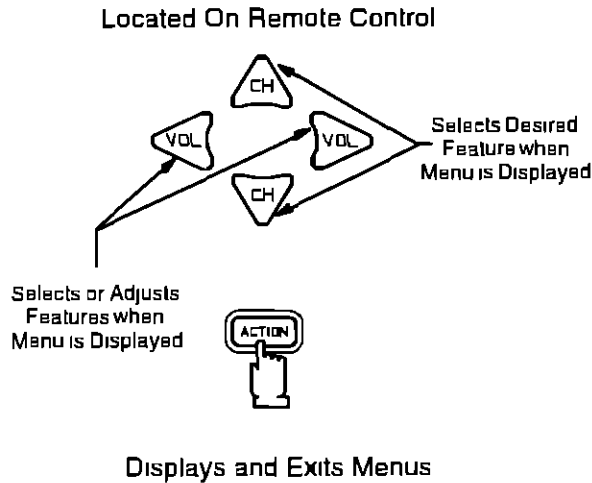 Located On Remote Control
CH
VOL
VOL
CH
Selects Desired
Feature when
Menu is Displayed
Selects or Adjusts
Features when
Menu is Displayed
ACTION
Displays and Exits Menus